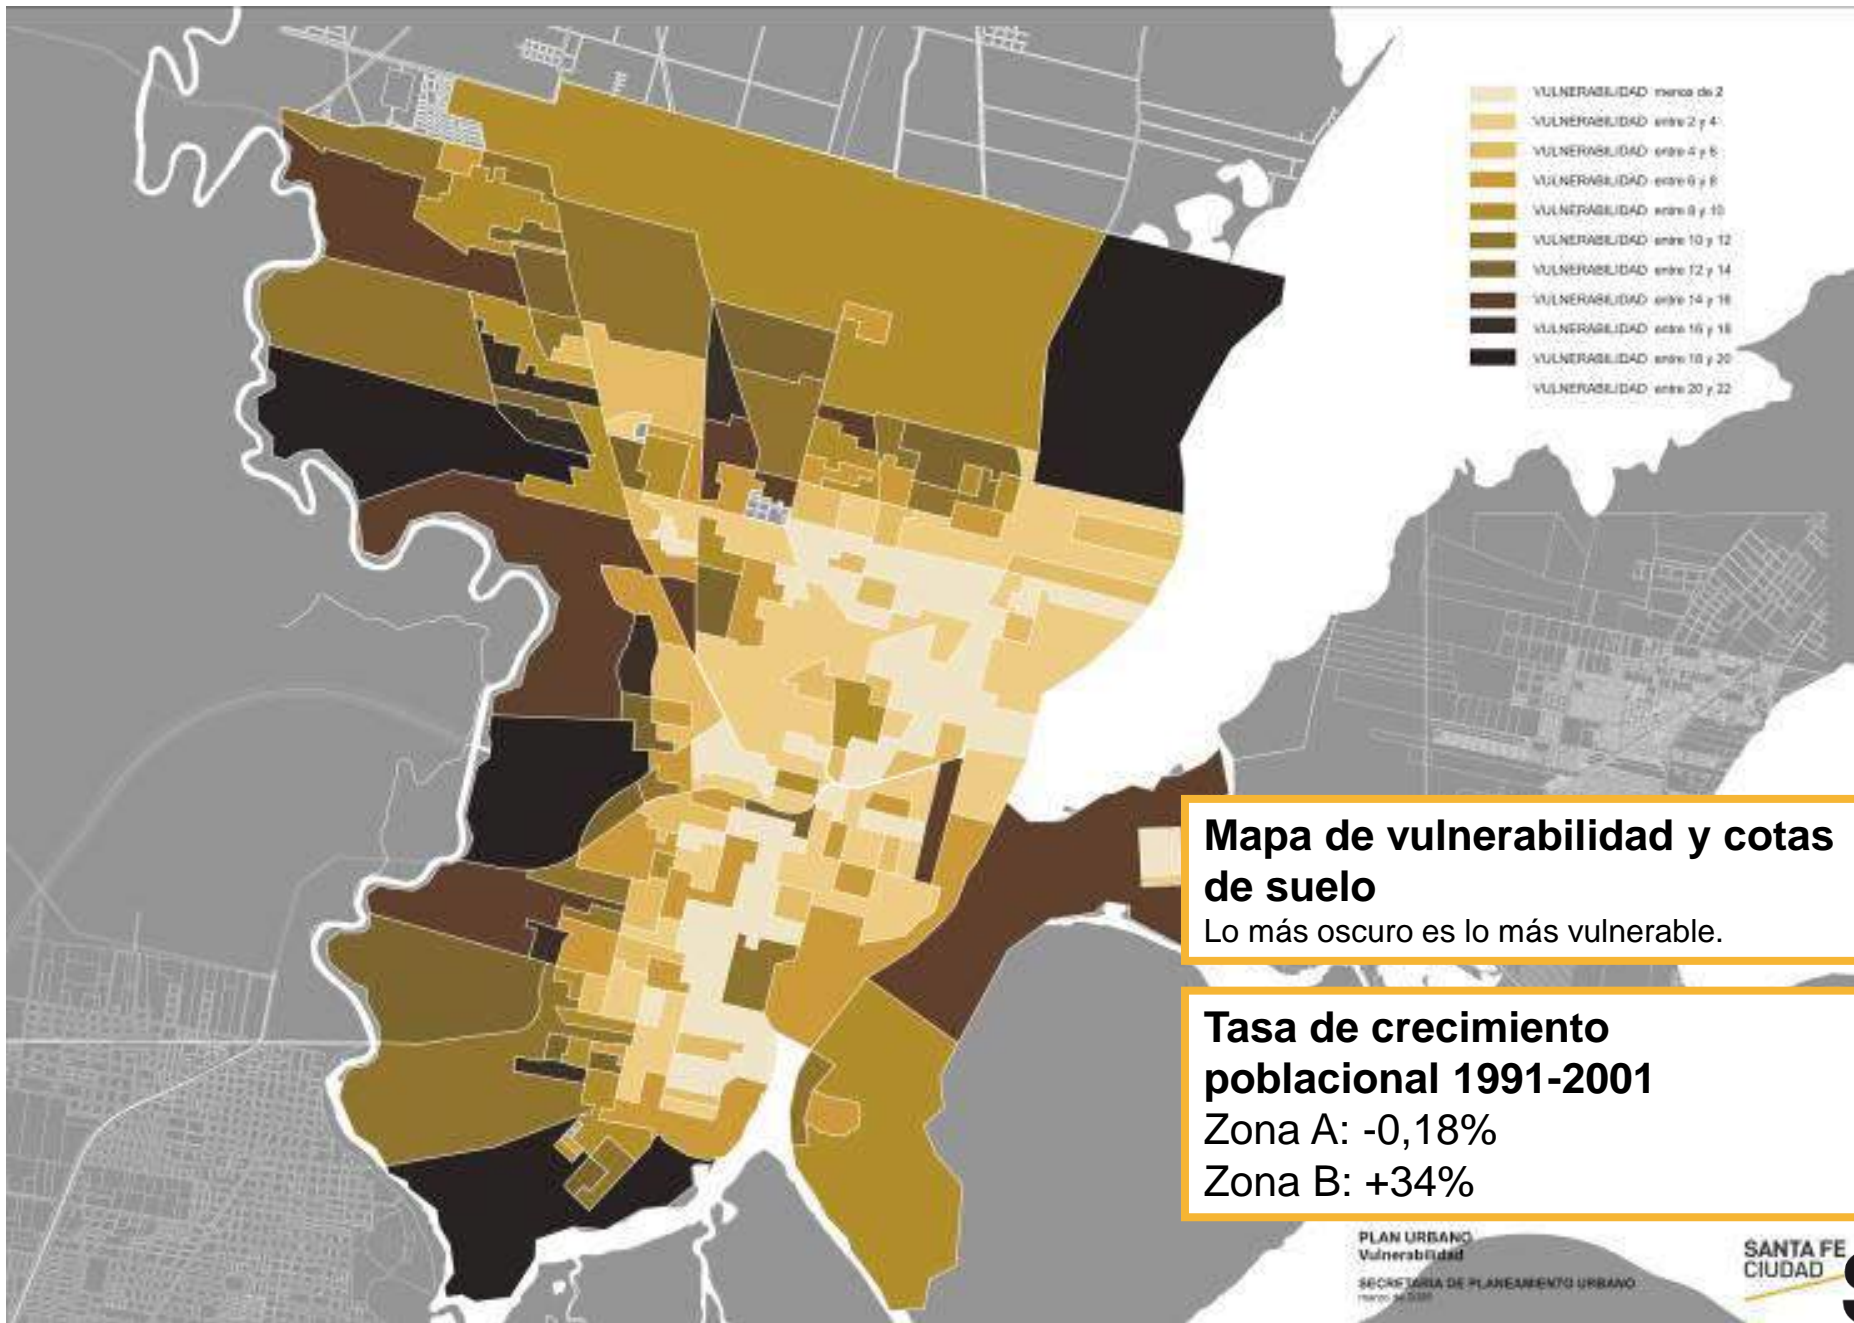 VULNERABILIDAD menos de 2
VULNERABILIDAD entre 2 y 4
VULNERABILIDAD entre 4 y 6
VULNERABILIDAD entre 6 y 8
VULNERABILIDAD entre 8 y 10
VULNERABILIDAD entre 10 y 12
VULNERABILIDAD entre 12 y 14
VULNERABILIDAD entre 14 y 16
VULNERABILIDAD entre 16 y 18
VULNERABILIDAD entre 18 y 20
VULNERABILIDAD entre 20 y 22
Mapa de vulnerabilidad y cotas
de suelo
Lo más oscuro es lo más vulnerable.
Tasa de crecimiento
poblacional 1991-2001
Zona A: -0,18%
Zona B: +34%
PLAN URBANO
Vulnerabilidad
SECRETARIA DE PLANEAMIENTO URBANO
marzo de
SANTA FE
CIUDAD